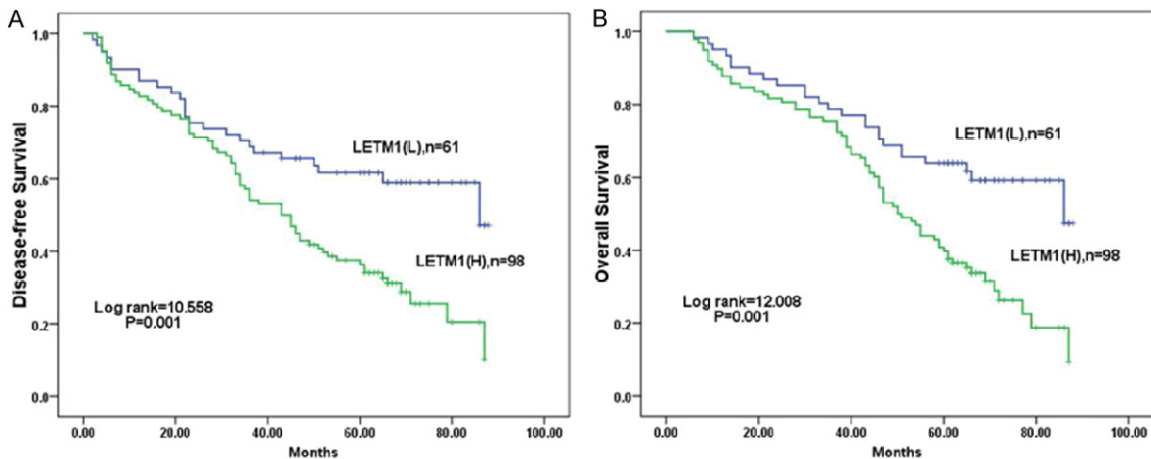 A
Disease-free Survival
1.0
0.8
0.6
0.4
0.2
0.0
LETM1(L),n=61
LETM1(H),n=98
Log rank=10.558
P=0.001
0.00 20.00 40.00 60.00 80.00 100.00
Months
B
Overall Survival
1.0
0.8
0.6
0.4
0.2
0.0
LETM1(L),n=61
LETM1(H),n=98
Log rank=12.008
P=0.001
0.00 20.00 40.00 60.00 80.00 100.00
Months